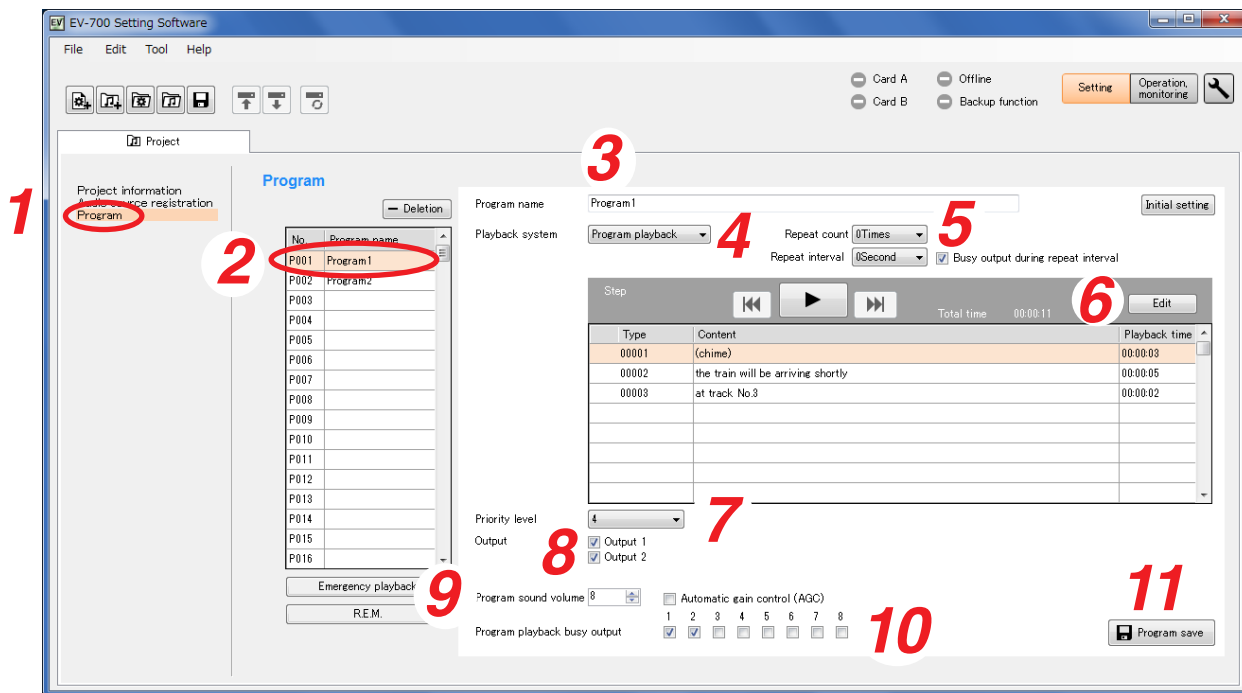 EV EV-700 Setting Software
File Edit Tool Help
Card A Offline
Card B Backup function
Setting
Operation,
monitoring
Project
1
Project information
Audio source registration
Program
Program
Deletion
2
No. Program name
P001 Program1
P002 Program2
P003
P004
P005
P006
P007
P008
P009
P010
P011
P012
P013
P014
P015
P016
Emergency playback
R.E.M.
3
Program name Program1
Initial setting
4
Playback system Program playback
5
Repeat count 0Times
Repeat interval 0Second Busy output during repeat interval
Step
Total time 00:00:11
6
Edit
Type Content Playback time
00001 (chime) 00:00:03
00002 the train will be arriving shortly 00:00:05
00003 at track No.3 00:00:02
7
Priority level 4
8
Output Output 1
Output 2
9
Program sound volume 8 Automatic gain control (AGC)
1 2 3 4 5 6 7 8
Program playback busy output
10
11
Program save